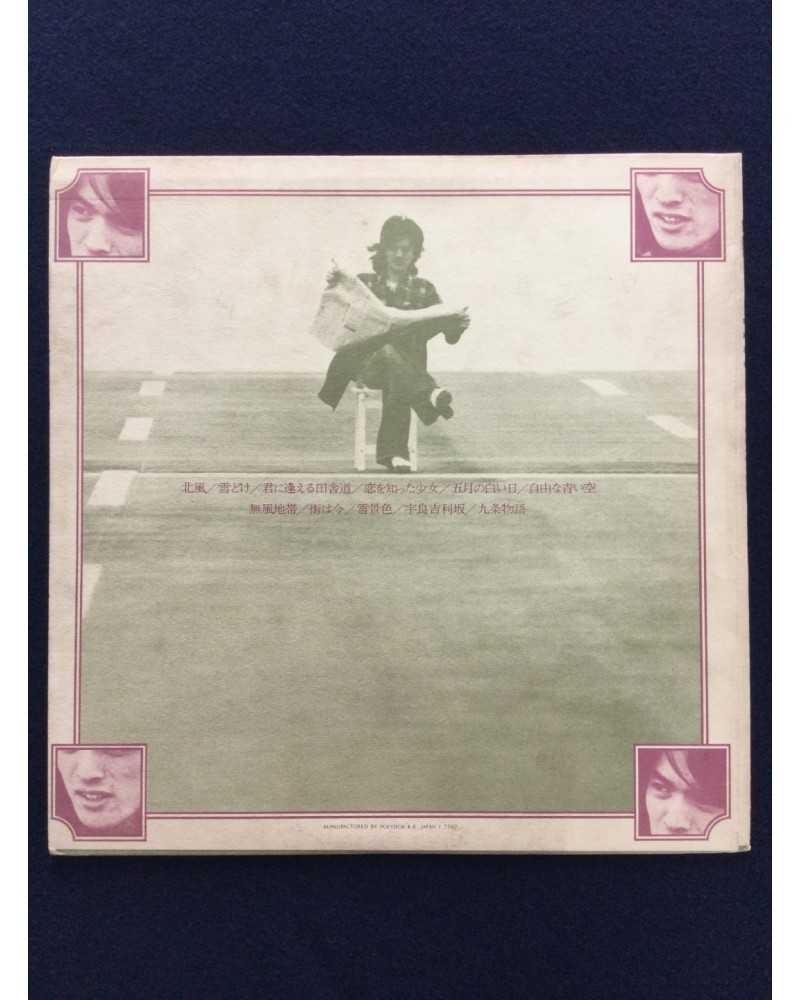 北風／雪どけ／君に逢える田舎道／恋を知った少女／五月の白い日／自由な青い空
無風地帯／街は今／雪景色／宇良吉利坂／九条物語
MANUFACTURED BY POLYDOR K.K. JAPAN